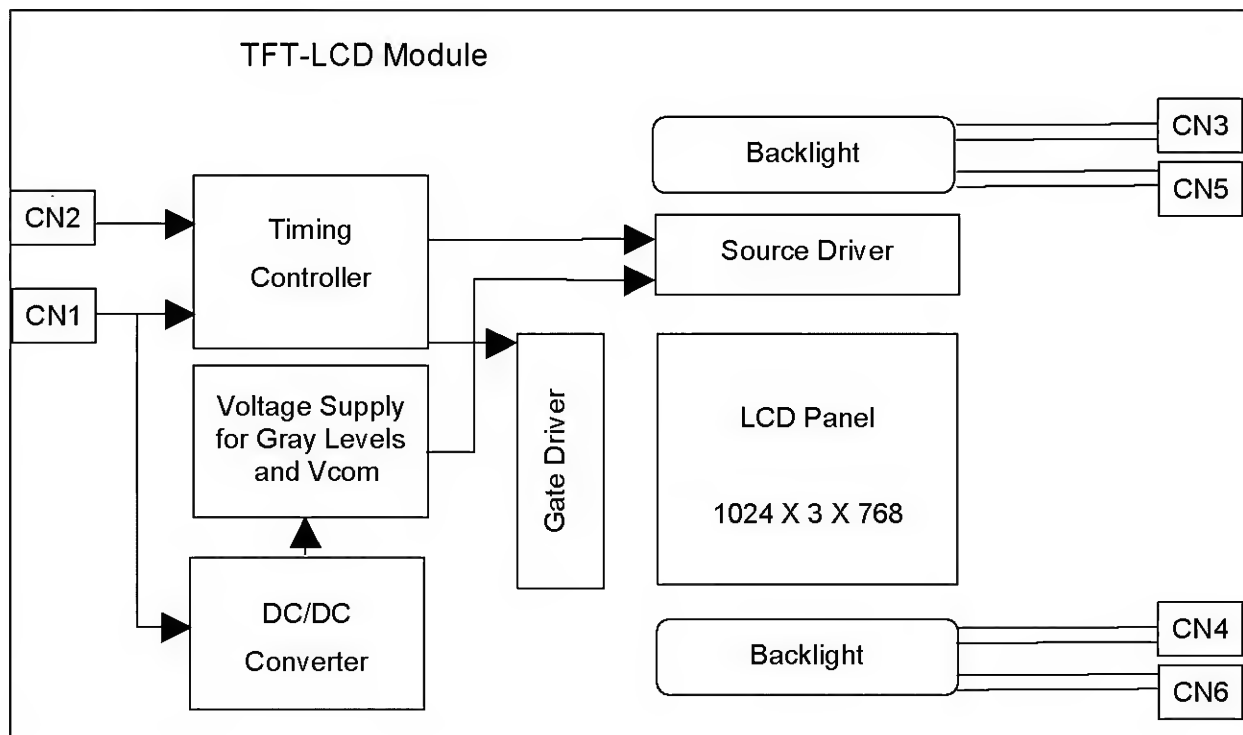 TFT-LCD Module
Backlight
CN3
CN5
CN2
Timing
Controller
Source Driver
CN1
Voltage Supply
for Gray Levels
and Vcom
Gate Driver
LCD Panel
1024 X 3 X 768
DC/DC
Converter
Backlight
CN4
CN6